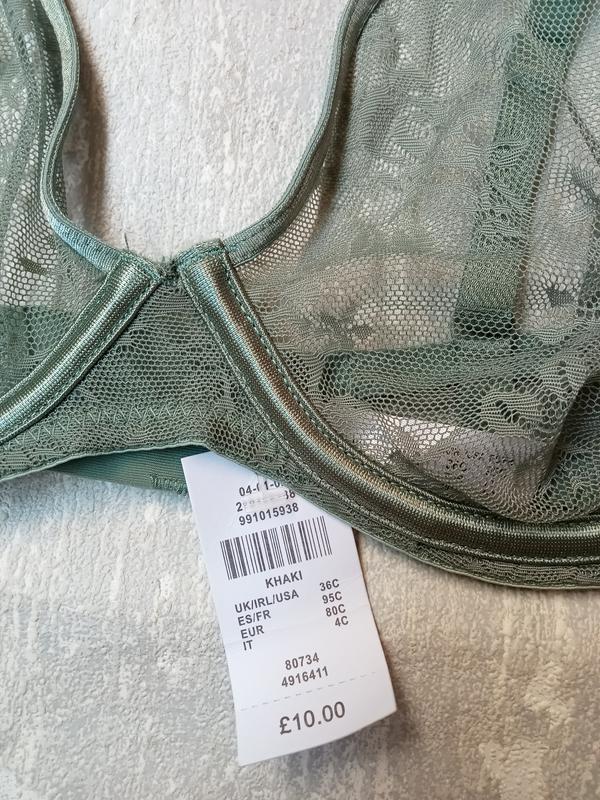 991015938
KHAKI
UK/IRL/USA 36C
ES/FR 95C
EUR 80C
IT 4C
80734
4916411
£10.00